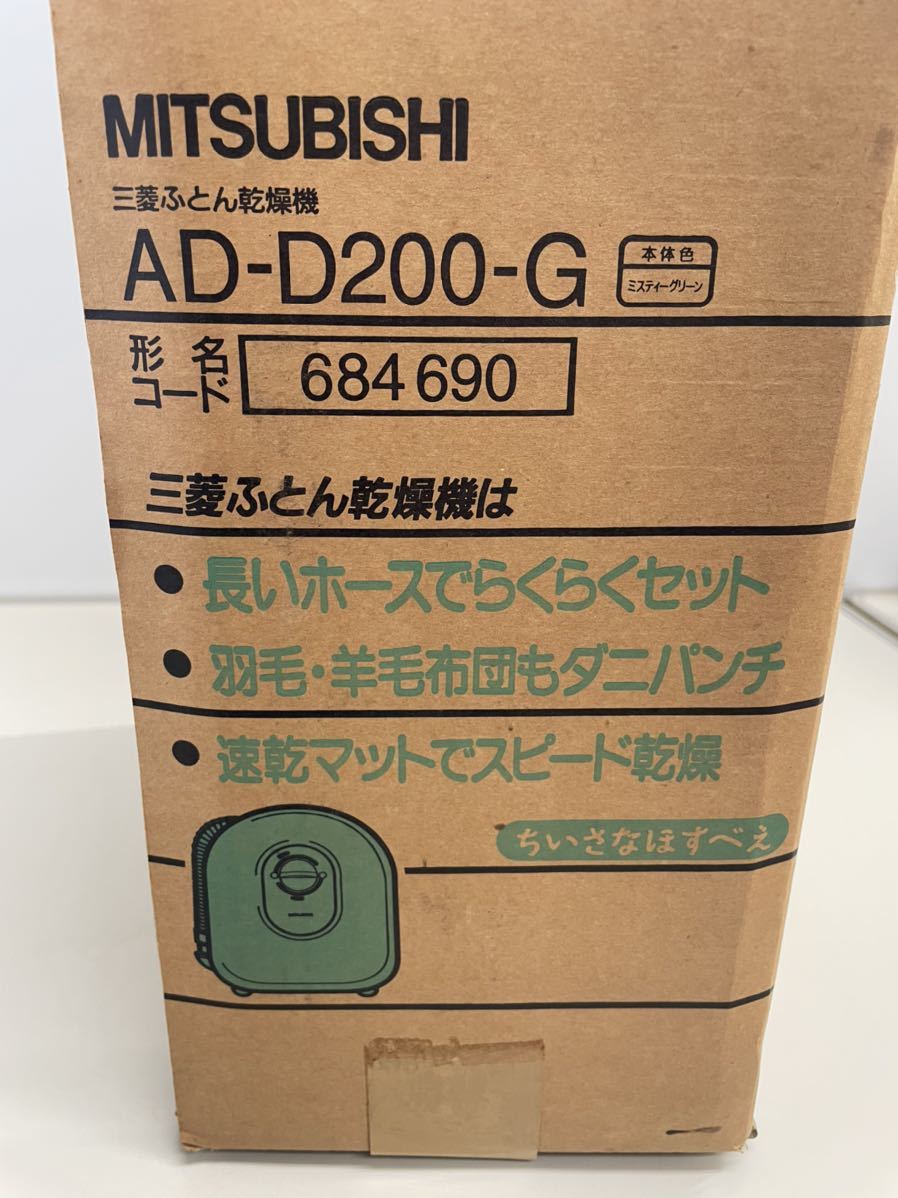 MITSUBISHI
三菱ふとん乾燥機
AD-D200-G
本体色
ミスティーグリーン
形名
コード
684 690
三菱ふとん乾燥機は
● 長いホースでらくらくセット
● 羽毛・羊毛布団もダニパンチ
● 速乾マットでスピード乾燥
ちいさなほすべえ